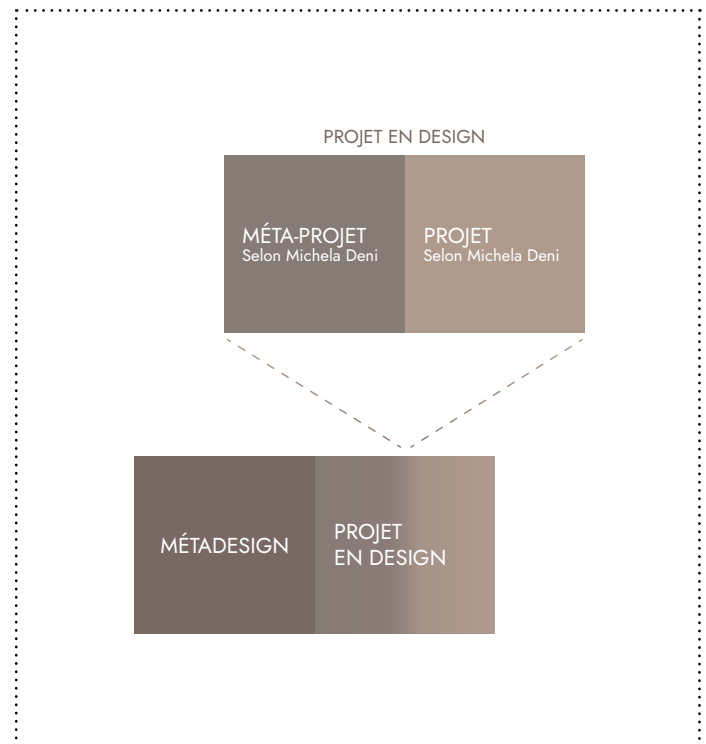 PROJET EN DESIGN
MÉTA-PROJET
Selon Michela Deni
PROJET
Selon Michela Deni
MÉTADESIGN
PROJET
EN DESIGN